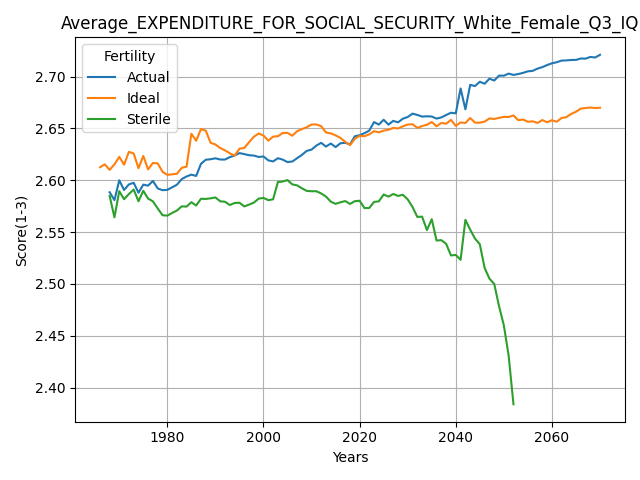 Average_EXPENDITURE_FOR_SOCIAL_SECURITY_White_Female_Q3_IQ
Fertility
Actual
Ideal
Sterile
Score(1-3)
2.70
2.65
2.60
2.55
2.50
2.45
2.40
1980 2000 2020 2040 2060
Years